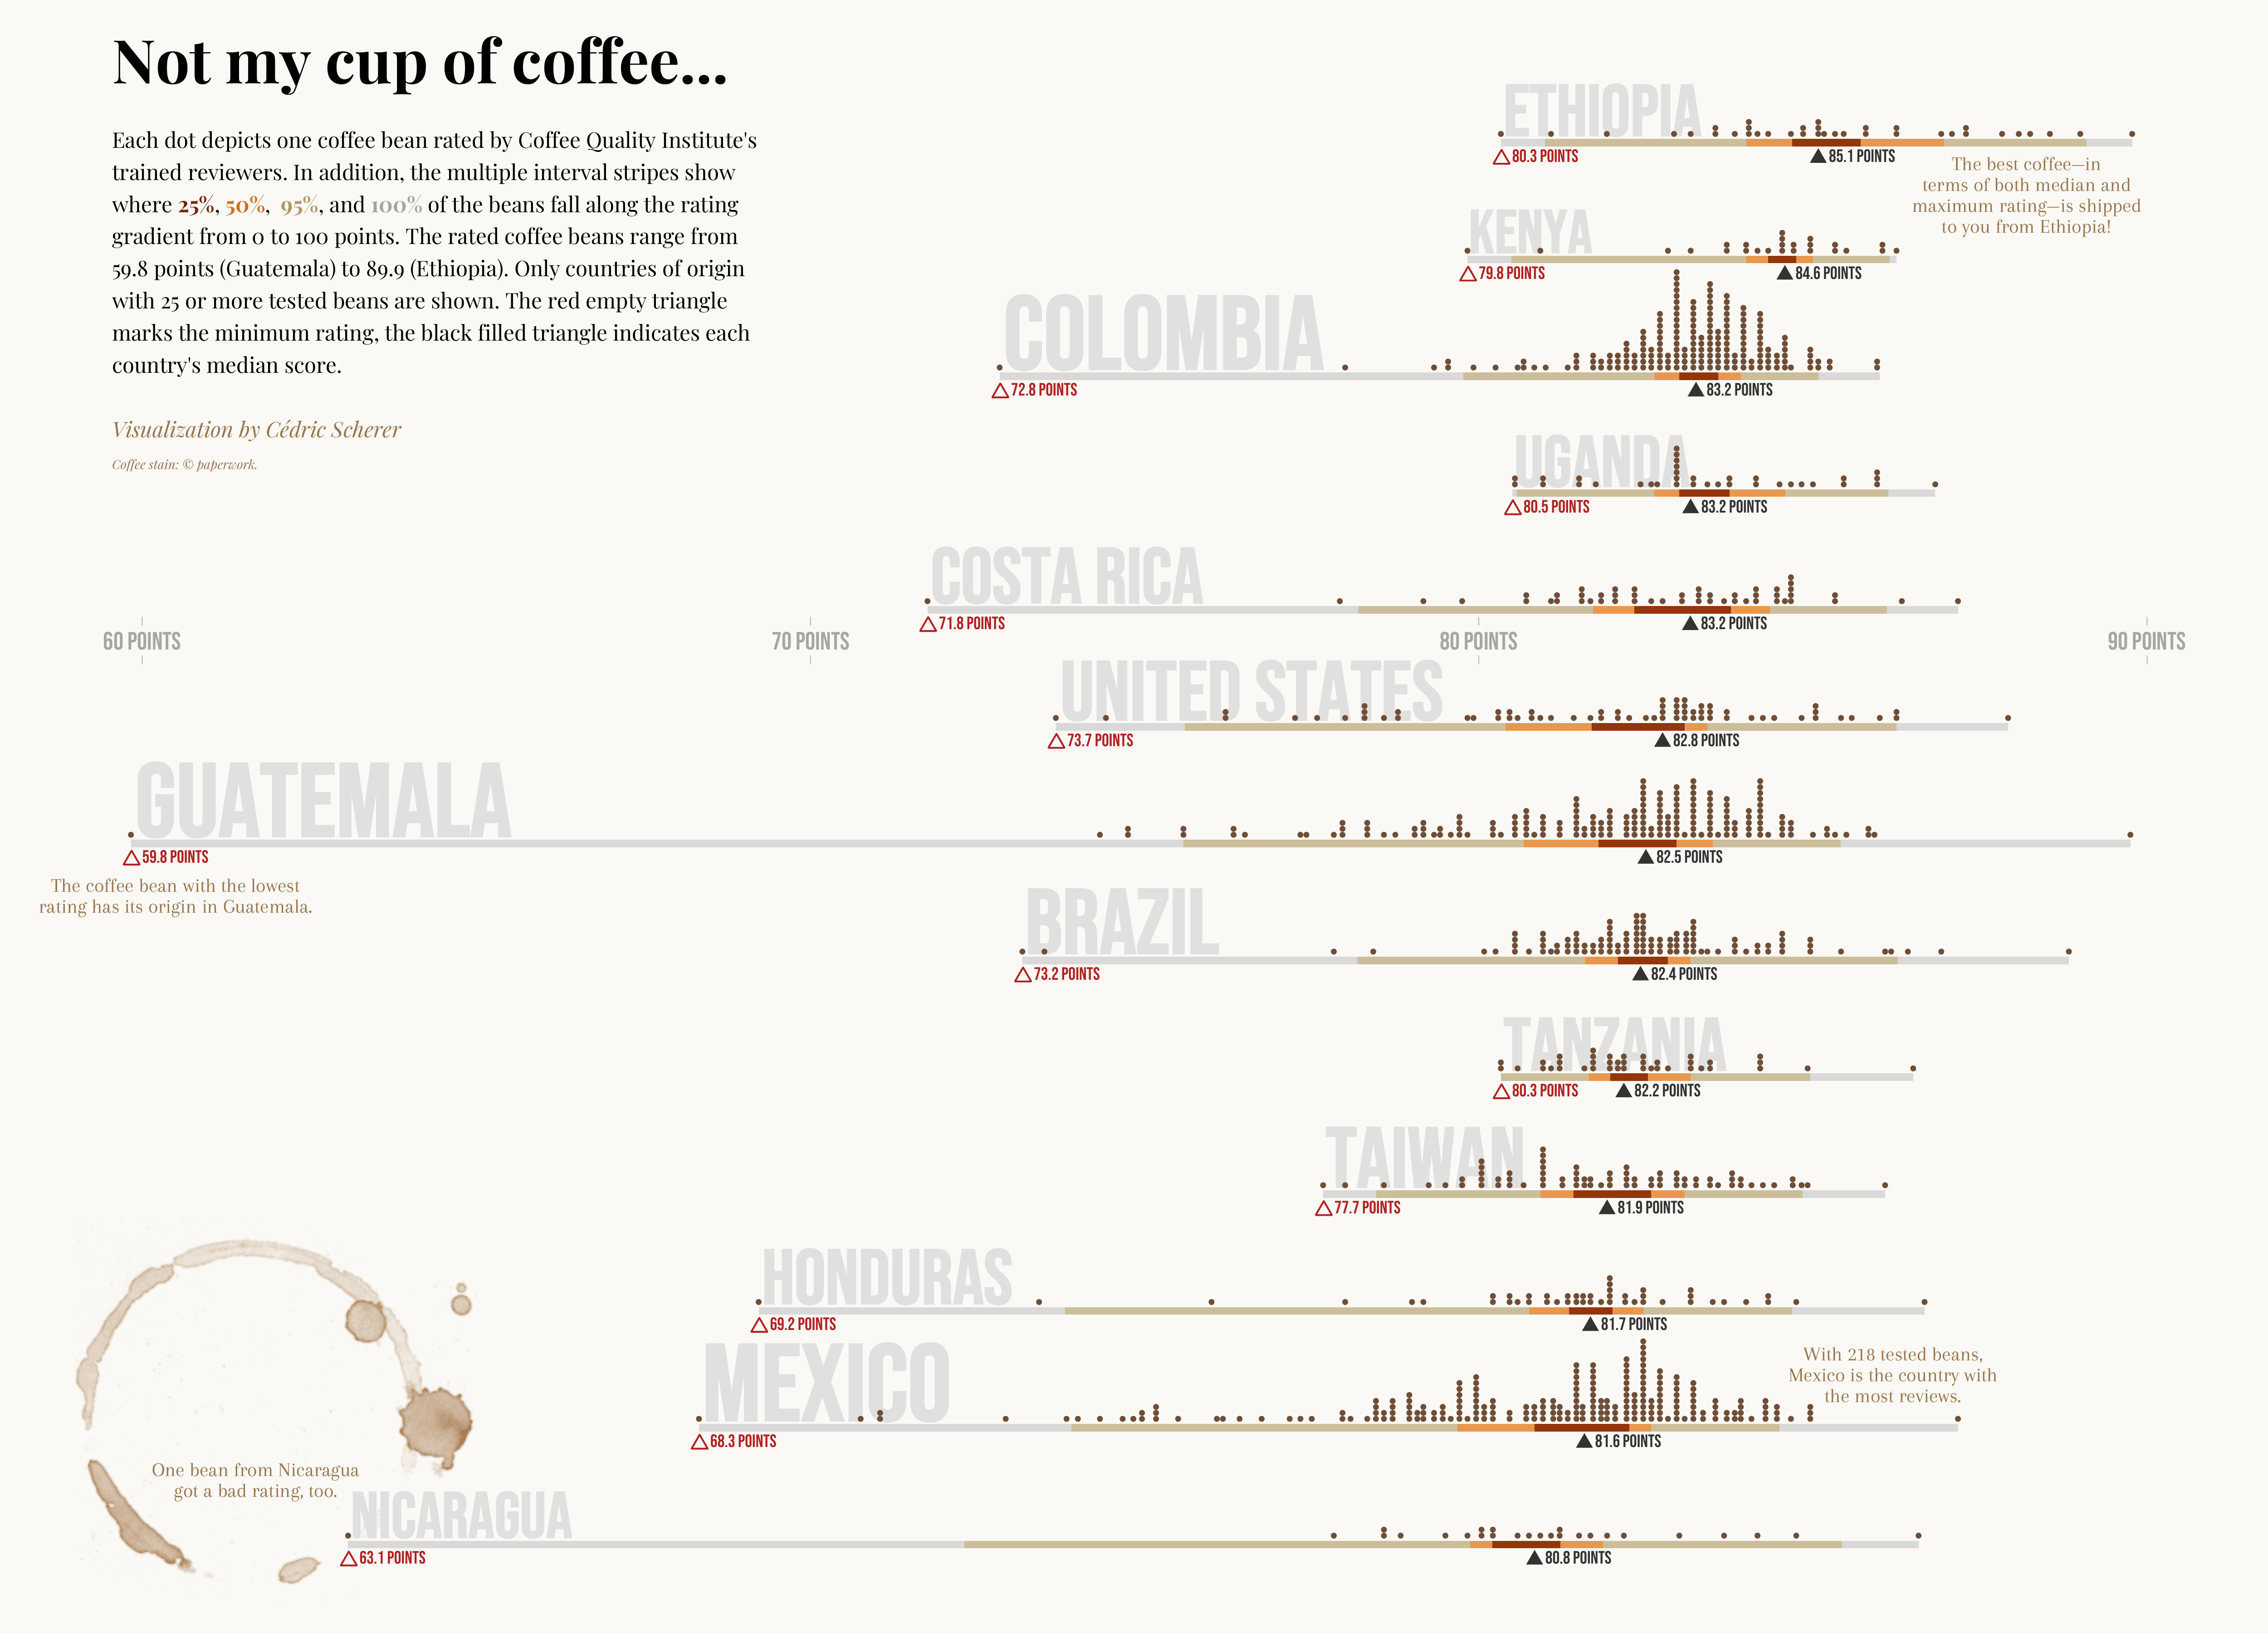 Not my cup of coffee...
Each dot depicts one coffee bean rated by Coffee Quality Institute's
trained reviewers. In addition, the multiple interval stripes show
where 25%, 50%, 95%, and 100% of the beans fall along the rating
gradient from 0 to 100 points. The rated coffee beans range from
59.8 points (Guatemala) to 89.9 (Ethiopia). Only countries of origin
with 25 or more tested beans are shown. The red empty triangle
marks the minimum rating, the black filled triangle indicates each
country's median score.
Visualization by Cédric Scherer
Coffee stain: © paperwork.
ETHIOPIA
80.3 POINTS
85.1 POINTS
The best coffee—in
terms of both median and
maximum rating—is shipped
to you from Ethiopia!
KENYA
79.8 POINTS
84.6 POINTS
COLOMBIA
72.8 POINTS
83.2 POINTS
UGANDA
80.5 POINTS
83.2 POINTS
COSTA RICA
71.8 POINTS
83.2 POINTS
60 POINTS
70 POINTS
80 POINTS
90 POINTS
UNITED STATES
73.7 POINTS
82.8 POINTS
GUATEMALA
59.8 POINTS
82.5 POINTS
The coffee bean with the lowest
rating has its origin in Guatemala.
BRAZIL
73.2 POINTS
82.4 POINTS
TANZANIA
80.3 POINTS
82.2 POINTS
TAIWAN
77.7 POINTS
81.9 POINTS
HONDURAS
69.2 POINTS
81.7 POINTS
MEXICO
68.3 POINTS
81.6 POINTS
With 218 tested beans,
Mexico is the country with
the most reviews.
One bean from Nicaragua
got a bad rating, too.
NICARAGUA
63.1 POINTS
80.8 POINTS